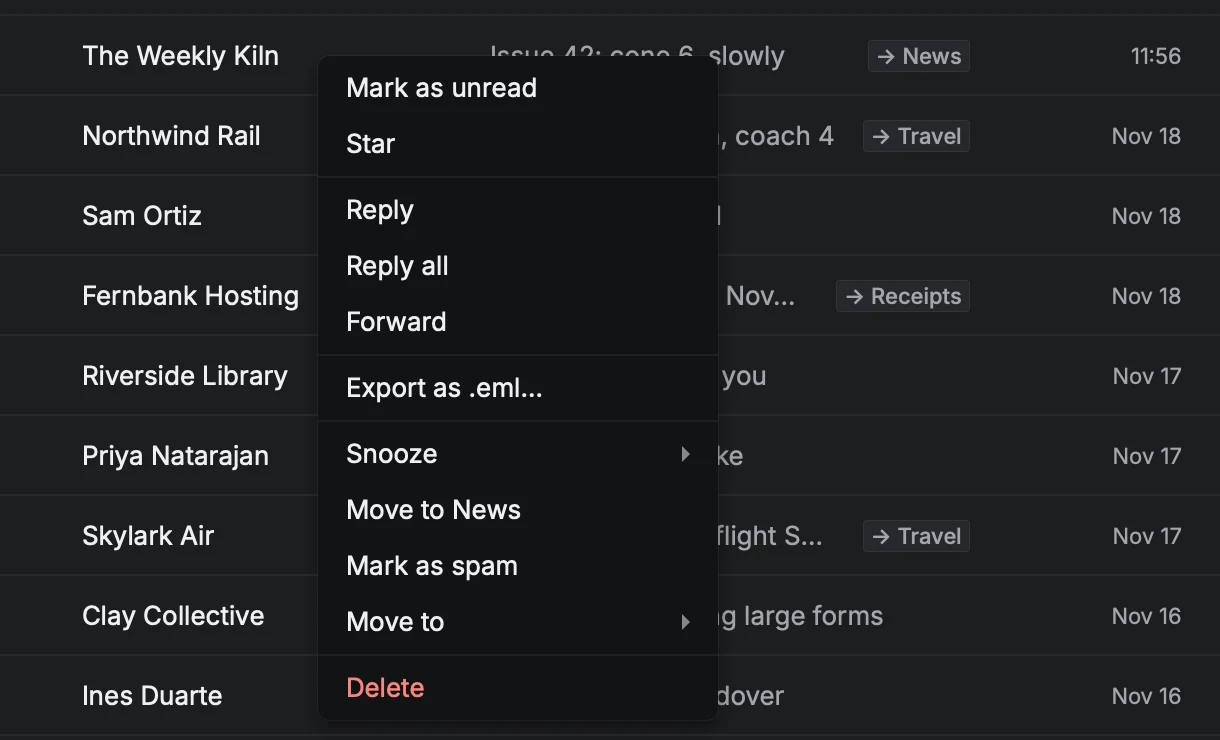 The Weekly Kiln slowly → News 11:56
Mark as unread
Northwind Rail , coach 4 → Travel Nov 18
Star
Sam Ortiz Nov 18
Reply
Reply all
Fernbank Hosting Nov... → Receipts Nov 18
Forward
Riverside Library you Nov 17
Export as .eml...
Priya Natarajan Nov 17
Snooze
Move to News
Skylark Air flight S... → Travel Nov 17
Mark as spam
Clay Collective large forms Nov 16
Move to
Delete
Ines Duarte Nov 16